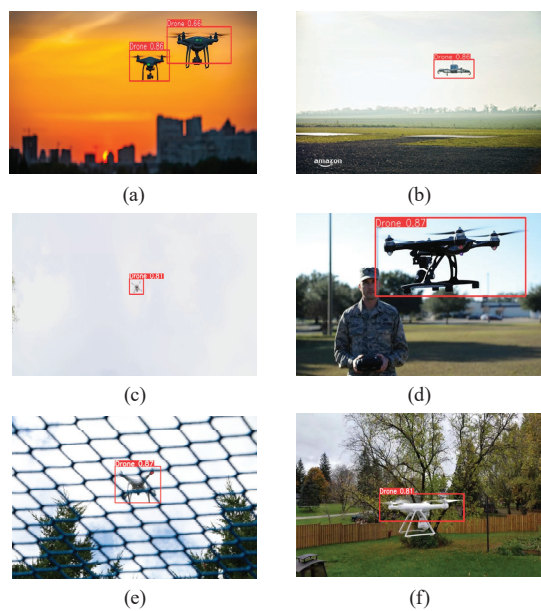 Drone 0.86
Drone 0.86
(a)
Drone 0.86
amazon
(b)
Drone 0.81
(c)
Drone 0.87
(d)
Drone 0.87
(e)
Drone 0.81
(f)